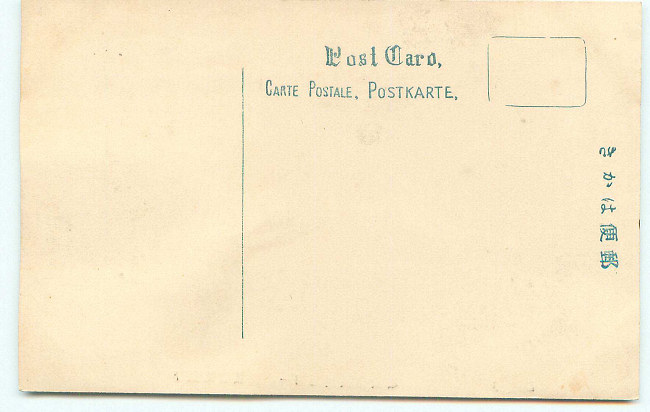 Post Card,
CARTE POSTALE, POSTKARTE,
郵便はかき